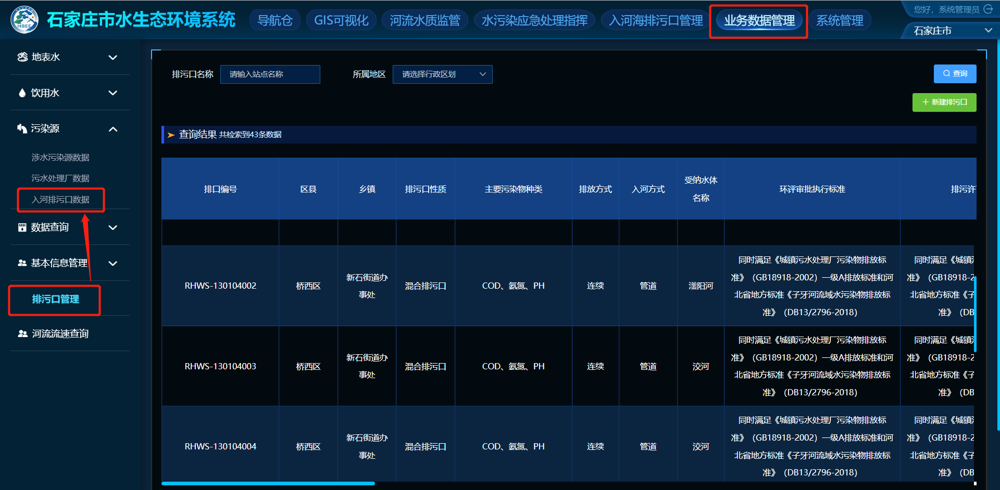 HBEE
石家庄市水生态环境系统
导航仓
GIS可视化
河流水质监管
水污染应急处理指挥
入河海排污口管理
业务数据管理
系统管理
您好，系统管理员
石家庄市
地表水
饮用水
污染源
涉水污染源数据
污水处理厂数据
入河排污口数据
数据查询
基本信息管理
排污口管理
河流流速查询
排污口名称
请输入站点名称
所属地区
请选择行政区划
查询
新建排污口
查询结果 共检索到43条数据
排口编号
区县
乡镇
排污口性质
主要污染物种类
排放方式
入河方式
受纳水体
名称
环评审批执行标准
排污许
RHWS-130104002
桥西区
新石街道办
事处
混合排污口
COD、氨氮、PH
连续
管道
滏阳河
同时满足《城镇污水处理厂污染物排放标
准》（GB18918-2002）一级A排放标准和河
北省地方标准《子牙河流域水污染物排放标
准》（DB13/2796-2018)
同时满足《城镇
准》（GB18918-2
北省地方标准《子
准》（DB
RHWS-130104003
桥西区
新石街道办
事处
混合排污口
COD、氨氮、PH
连续
管道
洨河
同时满足《城镇污水处理厂污染物排放标
准》（GB18918-2002）一级A排放标准和河
北省地方标准《子牙河流域水污染物排放标
准》（DB13/2796-2018)
同时满足《城镇
准》（GB18918-2
北省地方标准《子
准》（DB
RHWS-130104004
桥西区
新石街道办
事处
混合排污口
COD、氨氮、PH
连续
管道
洨河
同时满足《城镇污水处理厂污染物排放标
准》（GB18918-2002）一级A排放标准和河
北省地方标准《子牙河流域水污染物排放标
准》（DB13/2796-2018)
同时满足《城镇
准》（GB18918-2
北省地方标准《子
准》（DB